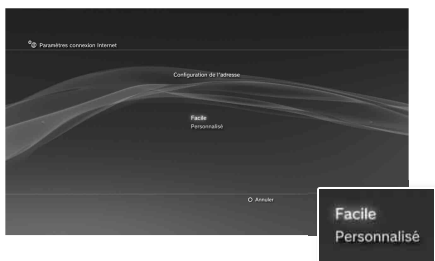 Paramètres connexion Internet
Configuration de l'adresse
Facile
Personnalisé
Annuler
Facile
Personnalisé